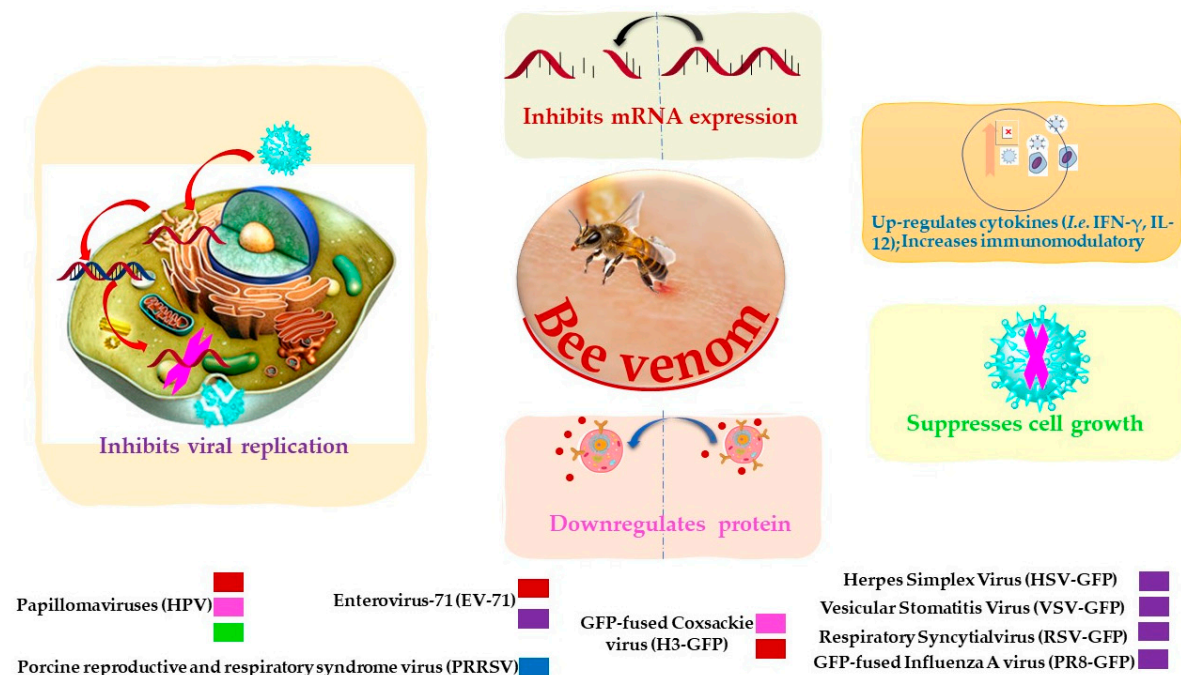 Inhibits mRNA expression
Up-regulates cytokines (I.e. IFN-γ, IL-
12);Increases immunomodulatory
Bee venom
Inhibits viral replication
Suppresses cell growth
Downregulates protein
Papillomaviruses (HPV)
Enterovirus-71 (EV-71)
GFP-fused Coxsackie
virus (H3-GFP)
Herpes Simplex Virus (HSV-GFP)
Vesicular Stomatitis Virus (VSV-GFP)
Respiratory Syncytialvirus (RSV-GFP)
GFP-fused Influenza A virus (PR8-GFP)
Porcine reproductive and respiratory syndrome virus (PRRSV)